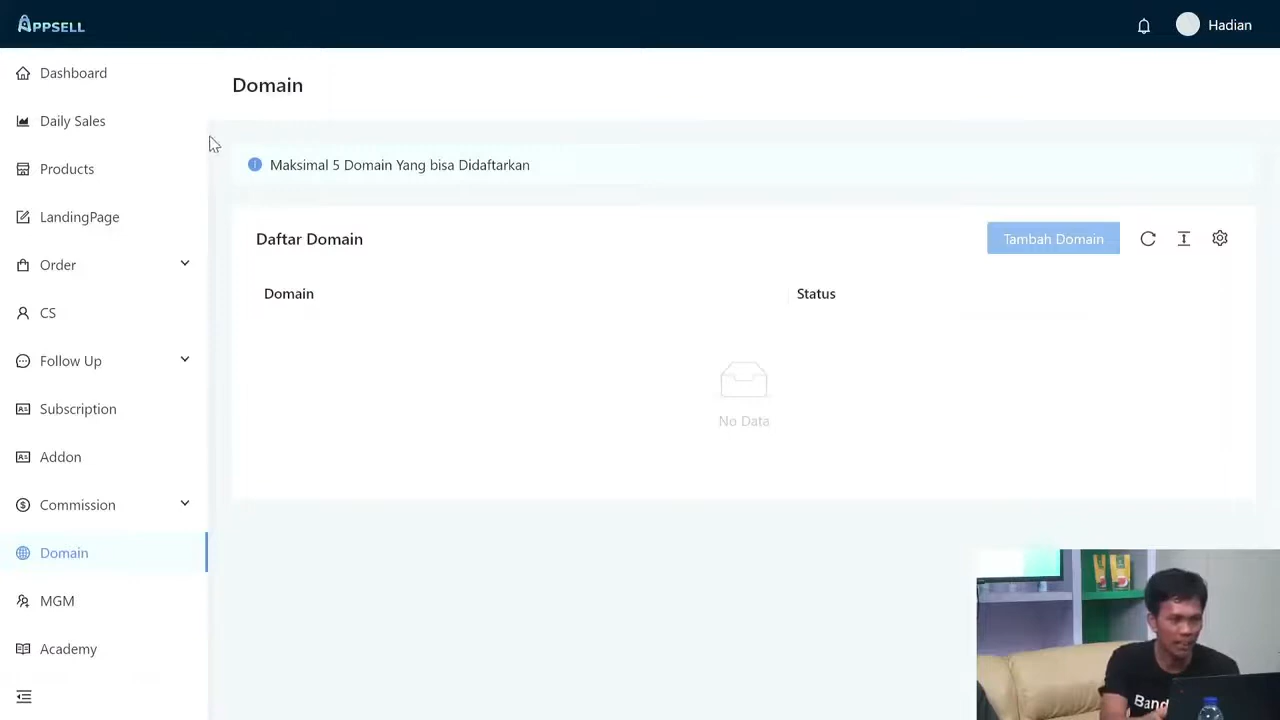 APPSELL
Hadian
Dashboard
Daily Sales
Products
LandingPage
Order
CS
Follow Up
Subscription
Addon
Commission
Domain
MGM
Academy
Domain
Maksimal 5 Domain Yang bisa Didaftarkan
Daftar Domain
Tambah Domain
Domain
Status
No Data
Band